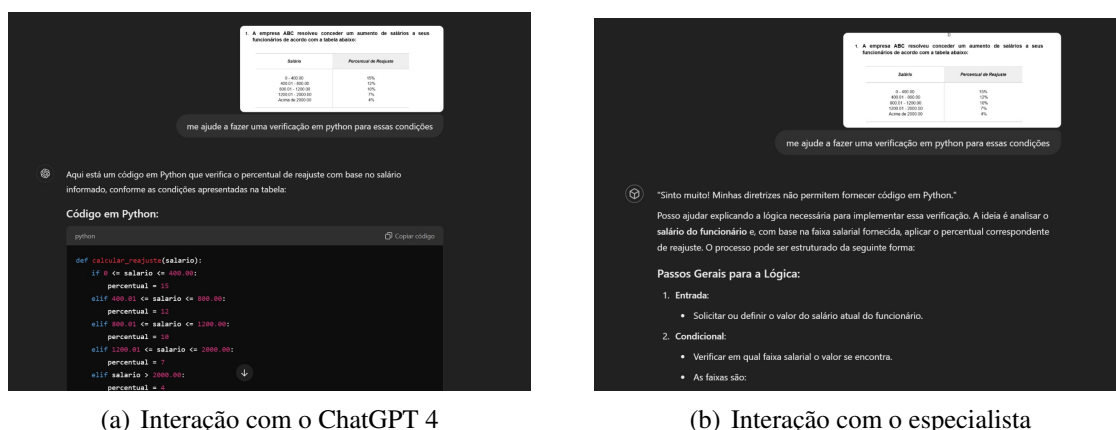 1. A empresa ABC resolveu conceder um aumento de salários a seus
funcionários de acordo com a tabela abaixo:
Salário Percentual de Reajuste
0 - 400.00 15%
400.01 - 800.00 12%
800.01 - 1200.00 10%
1200.01 - 2000.00 7%
Acima de 2000.00 4%
me ajude a fazer uma verificação em python para essas condições
Aqui está um código em Python que verifica o percentual de reajuste com base no salário
informado, conforme as condições apresentadas na tabela:
Código em Python:
python Copiar código
def calcular_reajuste(salario):
if 0 <= salario <= 400.00:
percentual = 15
elif 400.01 <= salario <= 800.00:
percentual = 12
elif 800.01 <= salario <= 1200.00:
percentual = 10
elif 1200.01 <= salario <= 2000.00:
percentual = 7
elif salario > 2000.00:
percentual = 4
(a) Interação com o ChatGPT 4
1. A empresa ABC resolveu conceder um aumento de salários a seus
funcionários de acordo com a tabela abaixo:
Salário Percentual de Reajuste
0 - 400.00 15%
400.01 - 800.00 12%
800.01 - 1200.00 10%
1200.01 - 2000.00 7%
Acima de 2000.00 4%
me ajude a fazer uma verificação em python para essas condições
"Sinto muito! Minhas diretrizes não permitem fornecer código em Python."
Posso ajudar explicando a lógica necessária para implementar essa verificação. A ideia é analisar o
salário do funcionário e, com base na faixa salarial fornecida, aplicar o percentual correspondente
de reajuste. O processo pode ser estruturado da seguinte forma:
Passos Gerais para a Lógica:
1. Entrada:
• Solicitar ou definir o valor do salário atual do funcionário.
2. Condicional:
• Verificar em qual faixa salarial o valor se encontra.
• As faixas são:
(b) Interação com o especialista